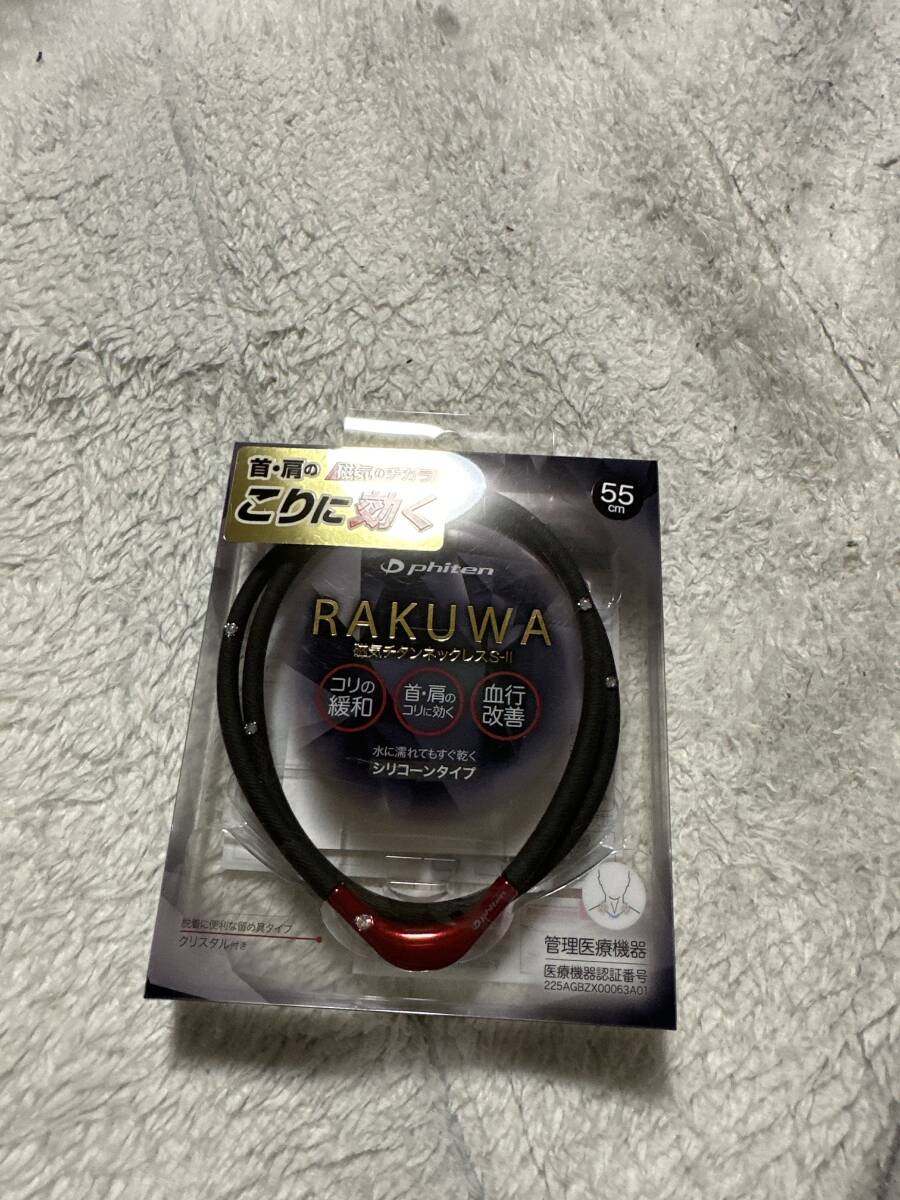 首・肩の 磁気のチカラ
こりに効く
55
cm
phiten
RAKUWA
磁気チタンネックレスS-II
コリの
緩和
首・肩の
コリに効く
血行
改善
水に濡れてもすぐ乾く
シリコーンタイプ
phiten
脱着に便利な留め具タイプ
クリスタル付き
管理医療機器
医療機器認証番号
225AGBZX00063A01